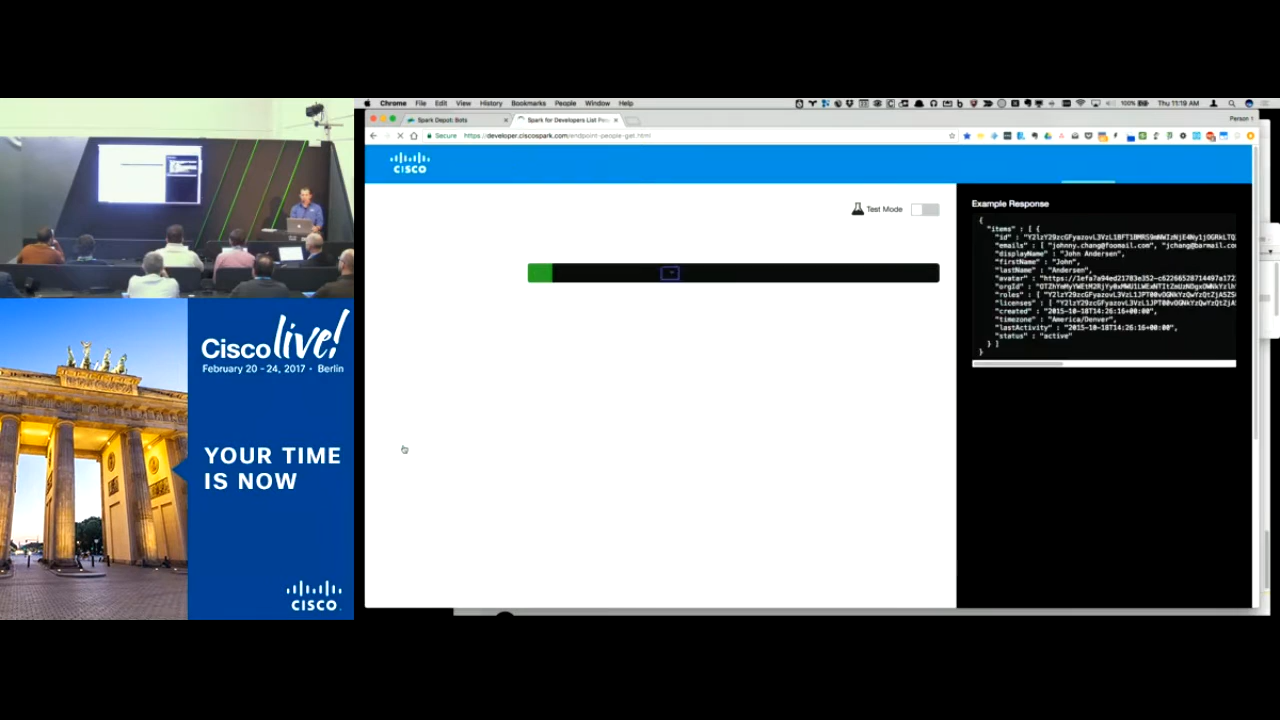 Chrome File Edit View History Bookmarks People Window Help
100% Thu 11:19 AM
Spark Depot: Bots
Spark for Developers List Peo
Person 1
Secure https://developer.ciscospark.com/endpoint-people-get.html
CISCO
Test Mode
Example Response
{
"items" : [ {
"emails" : [ "johnny.chang@foomail.com", "jchang@barmail.co
"displayName" : "John Andersen",
"firstName" : "John",
"lastName" : "Andersen",
"created" : "2015-10-18T14:26:16+00:00",
"timezone" : "America/Denver",
"lastActivity" : "2015-10-18T14:26:16+00:00",
"status" : "active"
} ]
}
Cisco live!
February 20 - 24, 2017 • Berlin
YOUR TIME
IS NOW
CISCO